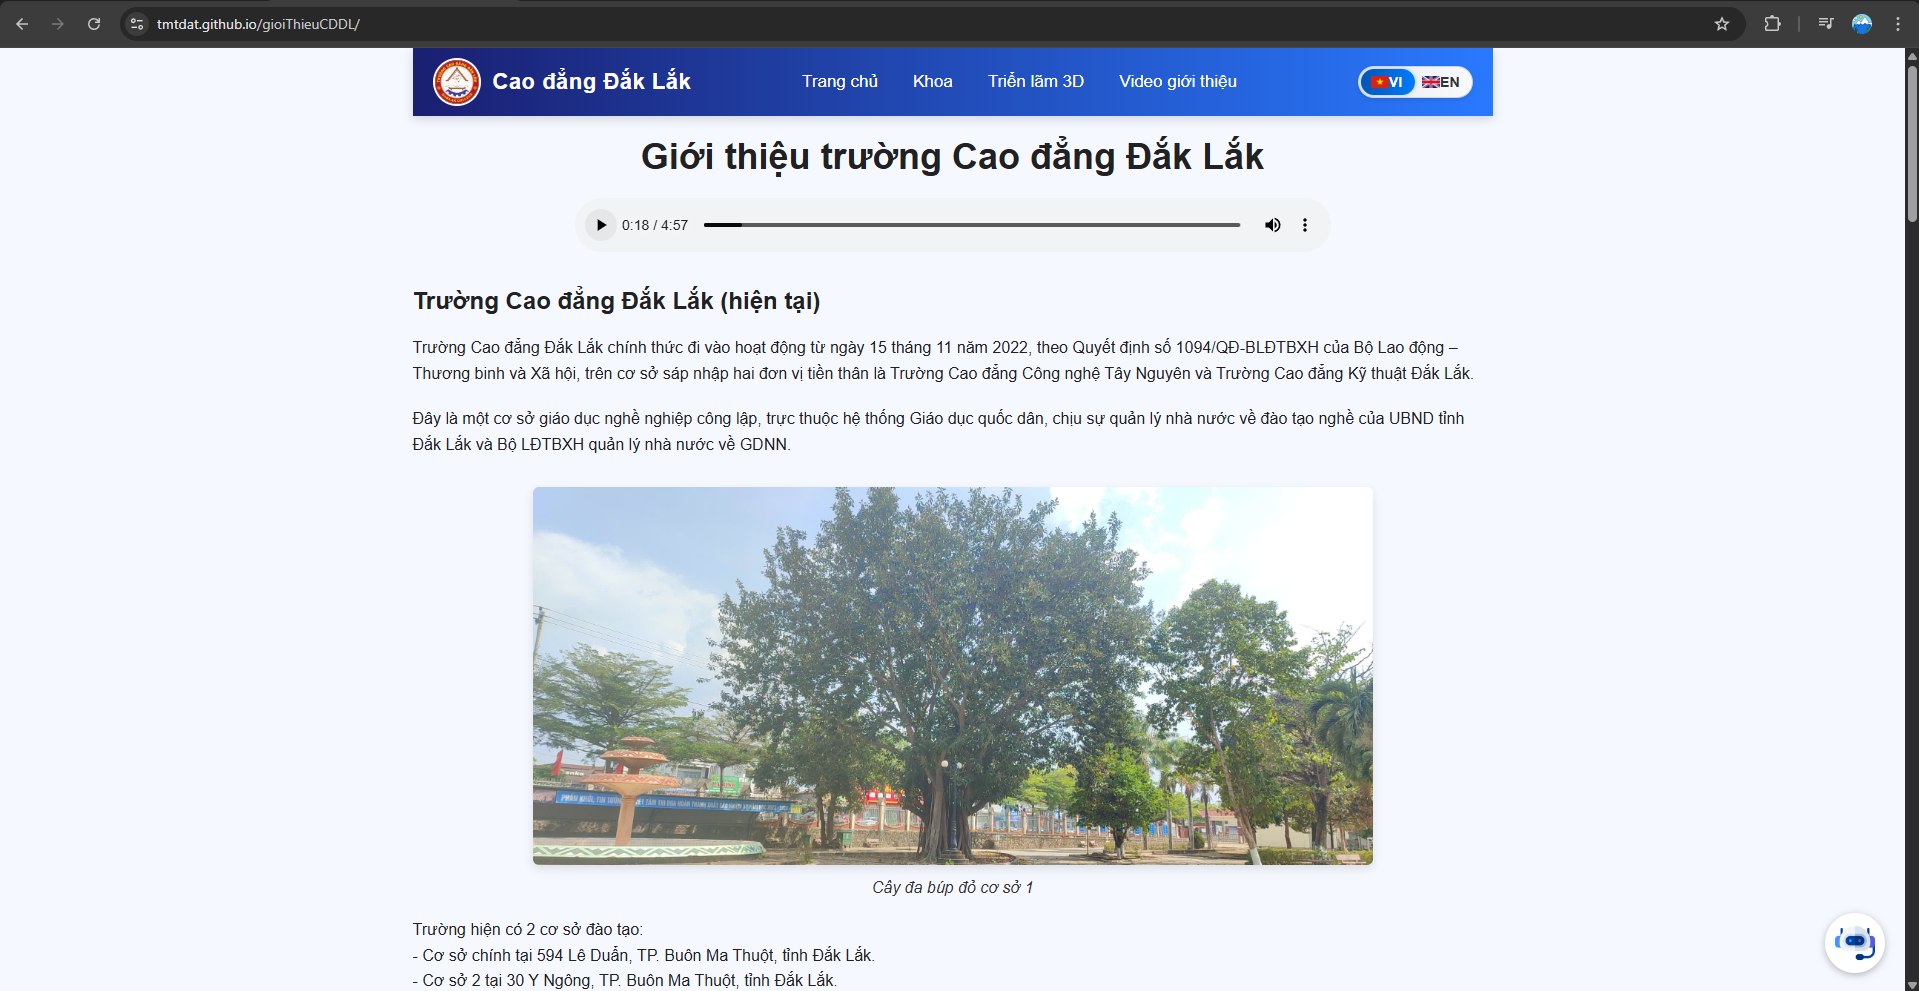 tmtdat.github.io/gioiThieuCDDL/
Cao đẳng Đắk Lắk
Trang chủ
Khoa
Triển lãm 3D
Video giới thiệu
VI
EN
Giới thiệu trường Cao đẳng Đắk Lắk
0:18 / 4:57
Trường Cao đẳng Đắk Lắk (hiện tại)
Trường Cao đẳng Đắk Lắk chính thức đi vào hoạt động từ ngày 15 tháng 11 năm 2022, theo Quyết định số 1094/QĐ-BLĐTBXH của Bộ Lao động –
Thương binh và Xã hội, trên cơ sở sáp nhập hai đơn vị tiền thân là Trường Cao đẳng Công nghệ Tây Nguyên và Trường Cao đẳng Kỹ thuật Đắk Lắk.
Đây là một cơ sở giáo dục nghề nghiệp công lập, trực thuộc hệ thống Giáo dục quốc dân, chịu sự quản lý nhà nước về đào tạo nghề của UBND tỉnh
Đắk Lắk và Bộ LĐTBXH quản lý nhà nước về GDNN.
Cây đa búp đỏ cơ sở 1
Trường hiện có 2 cơ sở đào tạo:
- Cơ sở chính tại 594 Lê Duẩn, TP. Buôn Ma Thuột, tỉnh Đắk Lắk.
- Cơ sở 2 tại 30 Y Ngông, TP. Buôn Ma Thuột, tỉnh Đắk Lắk.